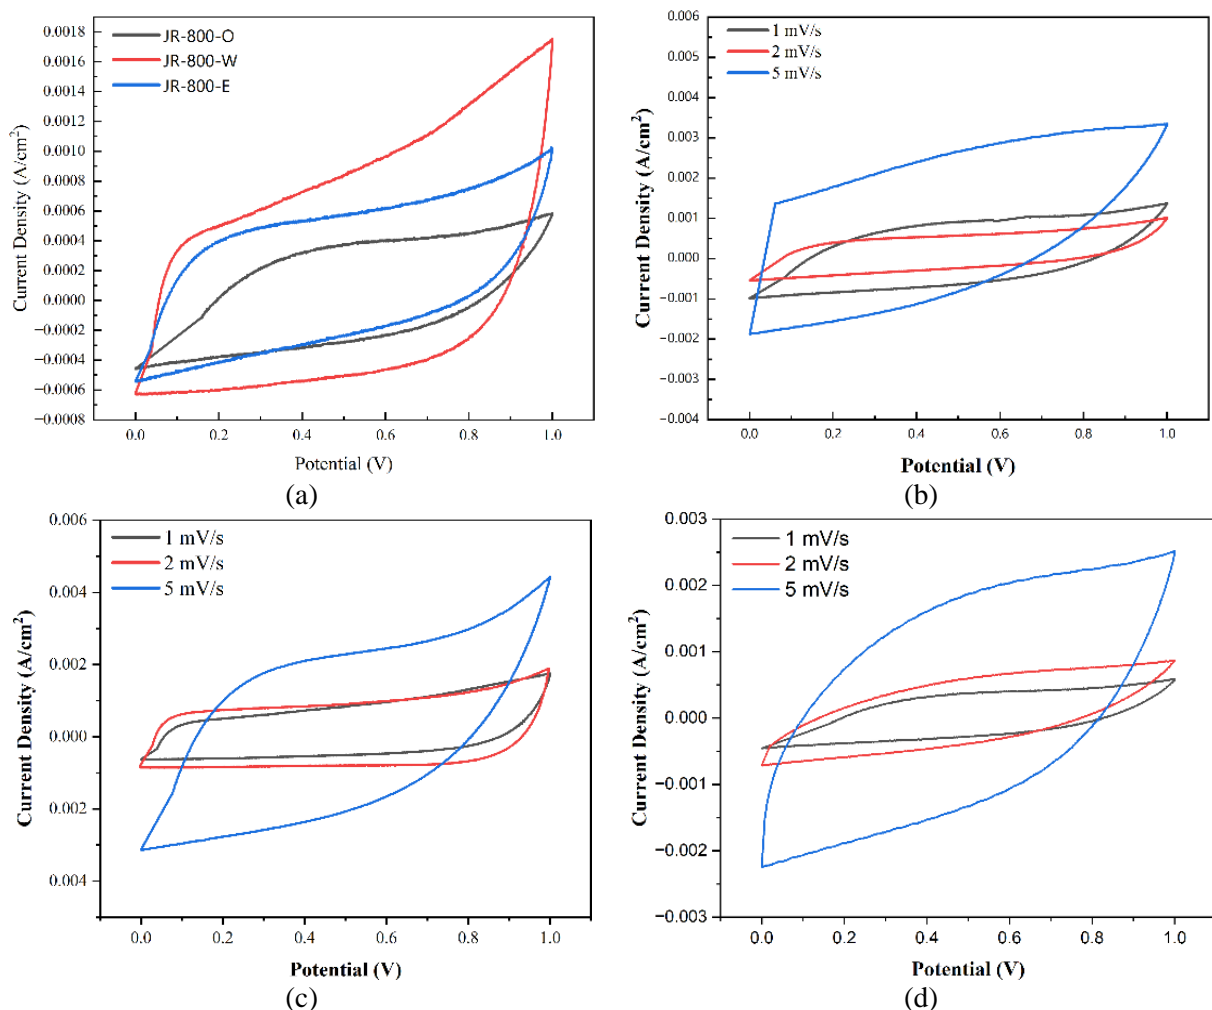 0.0018
0.0016
0.0014
0.0012
0.0010
0.0008
0.0006
0.0004
0.0002
0.0000
−0.0002
−0.0004
−0.0006
−0.0008
Current Density (A/cm²)
JR-800-O
JR-800-W
JR-800-E
0.0 0.2 0.4 0.6 0.8 1.0
Potential (V)
(a)
0.006
0.005
0.004
0.003
0.002
0.001
0.000
−0.001
−0.002
−0.003
−0.004
Current Density (A/cm²)
1 mV/s
2 mV/s
5 mV/s
0.0 0.2 0.4 0.6 0.8 1.0
Potential (V)
(b)
0.006
0.004
0.002
0.000
0.002
0.004
Current Density (A/cm²)
1 mV/s
2 mV/s
5 mV/s
0.0 0.2 0.4 0.6 0.8 1.0
Potential (V)
(c)
0.003
0.002
0.001
0.000
−0.001
−0.002
−0.003
Current Density (A/cm²)
1 mV/s
2 mV/s
5 mV/s
0.0 0.2 0.4 0.6 0.8 1.0
Potential (V)
(d)